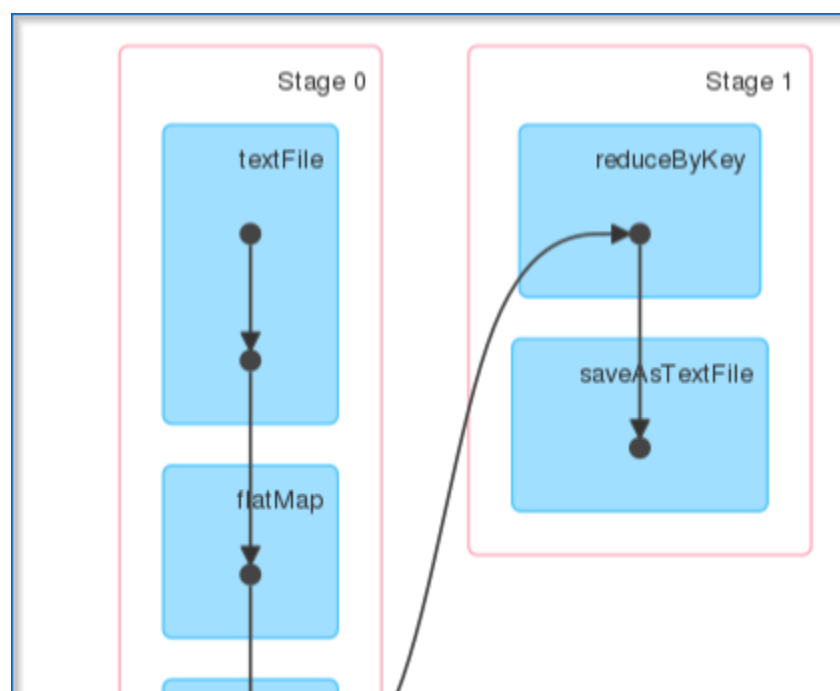 Stage 0
textFile
flatMap
Stage 1
reduceByKey
saveAsTextFile